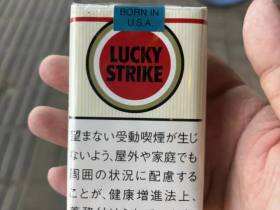 BORN IN
U.S.A
LUCKY
STRIKE
望まない受動喫煙が生じ
ないよう、屋外や家庭でも
周囲の状況に配慮する
ことが、健康増進法上、